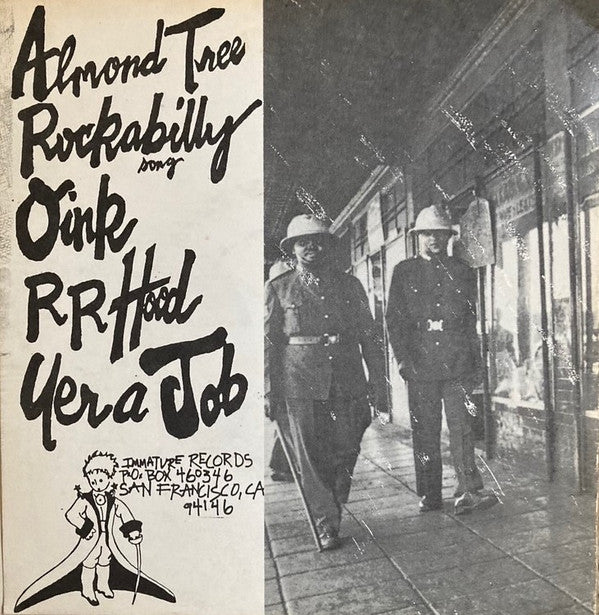 Almond Tree
Rockabilly
song
Oink
RR Hood
Yer a Job
IMMATURE RECORDS
P.O. BOX 460346
SAN FRANCISCO, CA
94146